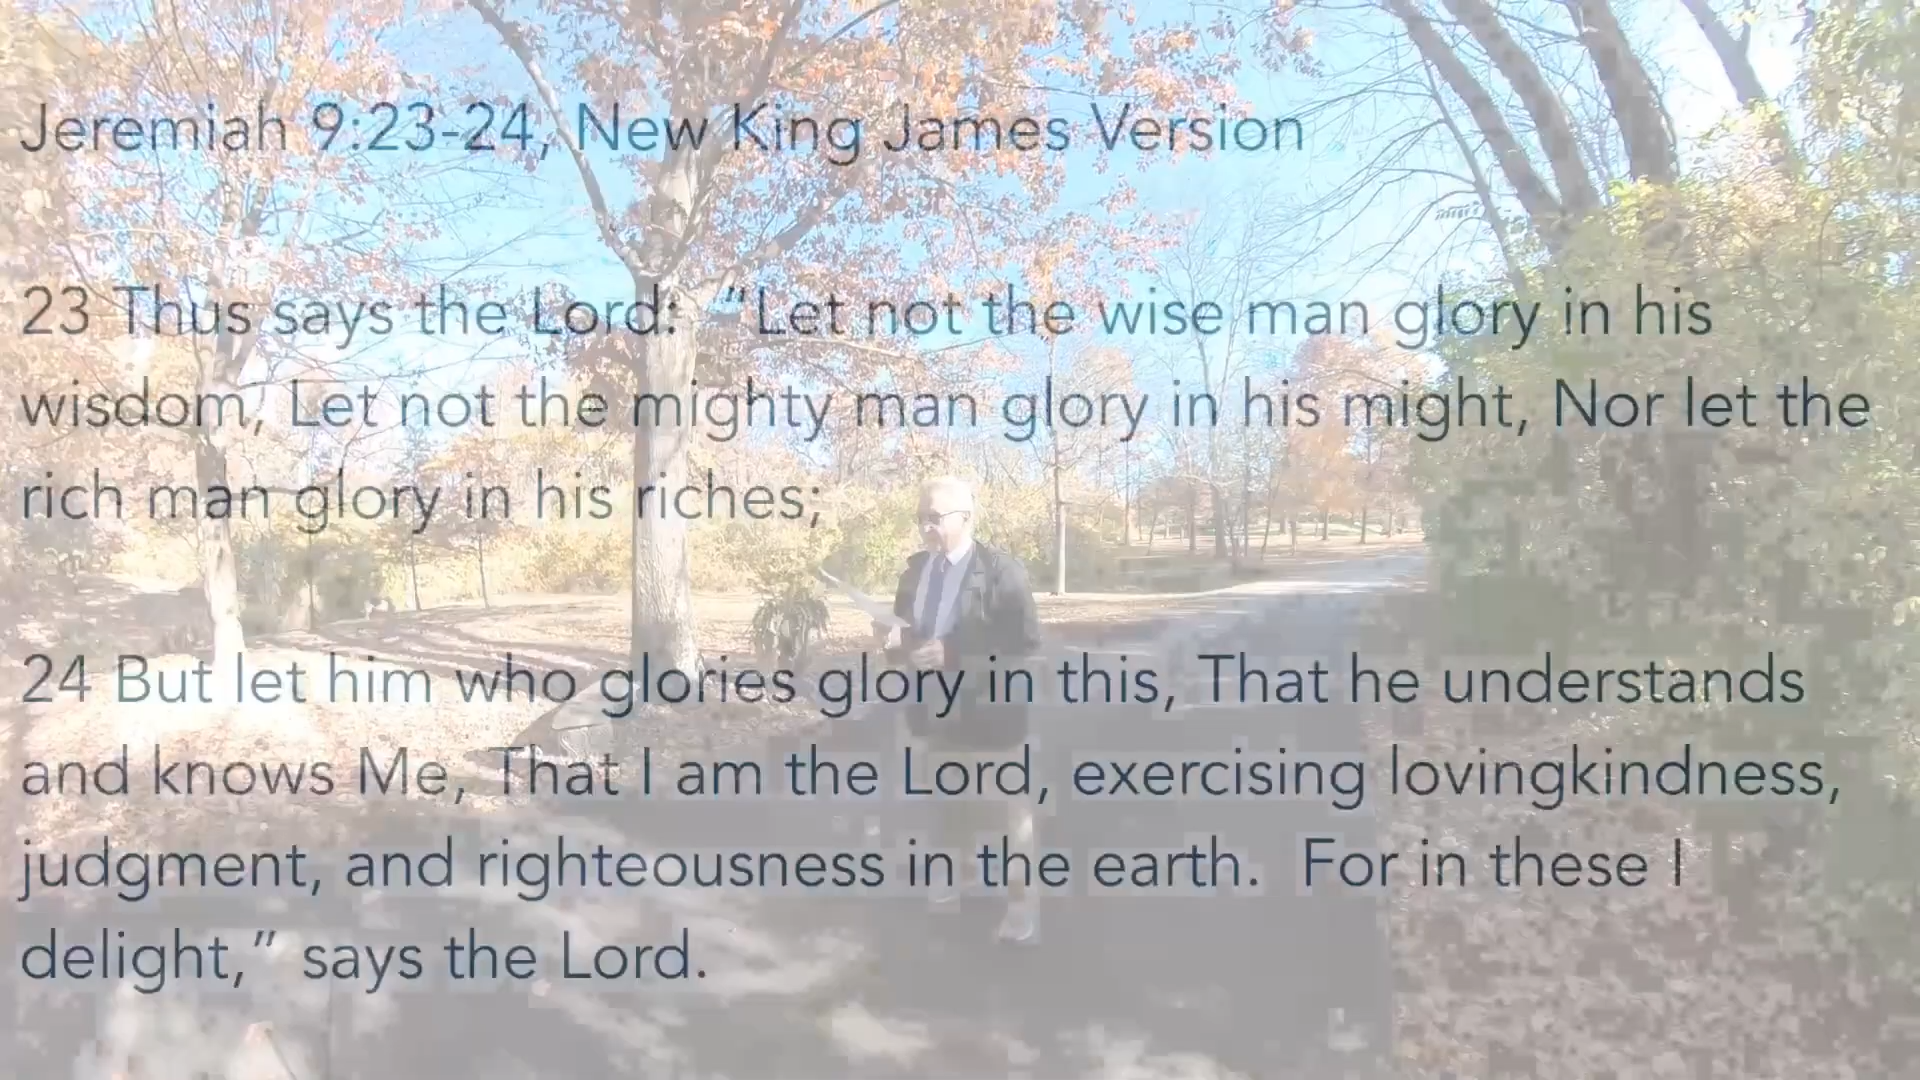 Jeremiah 9:23-24, New King James Version
23 Thus says the Lord:  “Let not the wise man glory in his
wisdom, Let not the mighty man glory in his might, Nor let the
rich man glory in his riches;
24 But let him who glories glory in this, That he understands
and knows Me, That I am the Lord, exercising lovingkindness,
judgment, and righteousness in the earth.  For in these I
delight,” says the Lord.